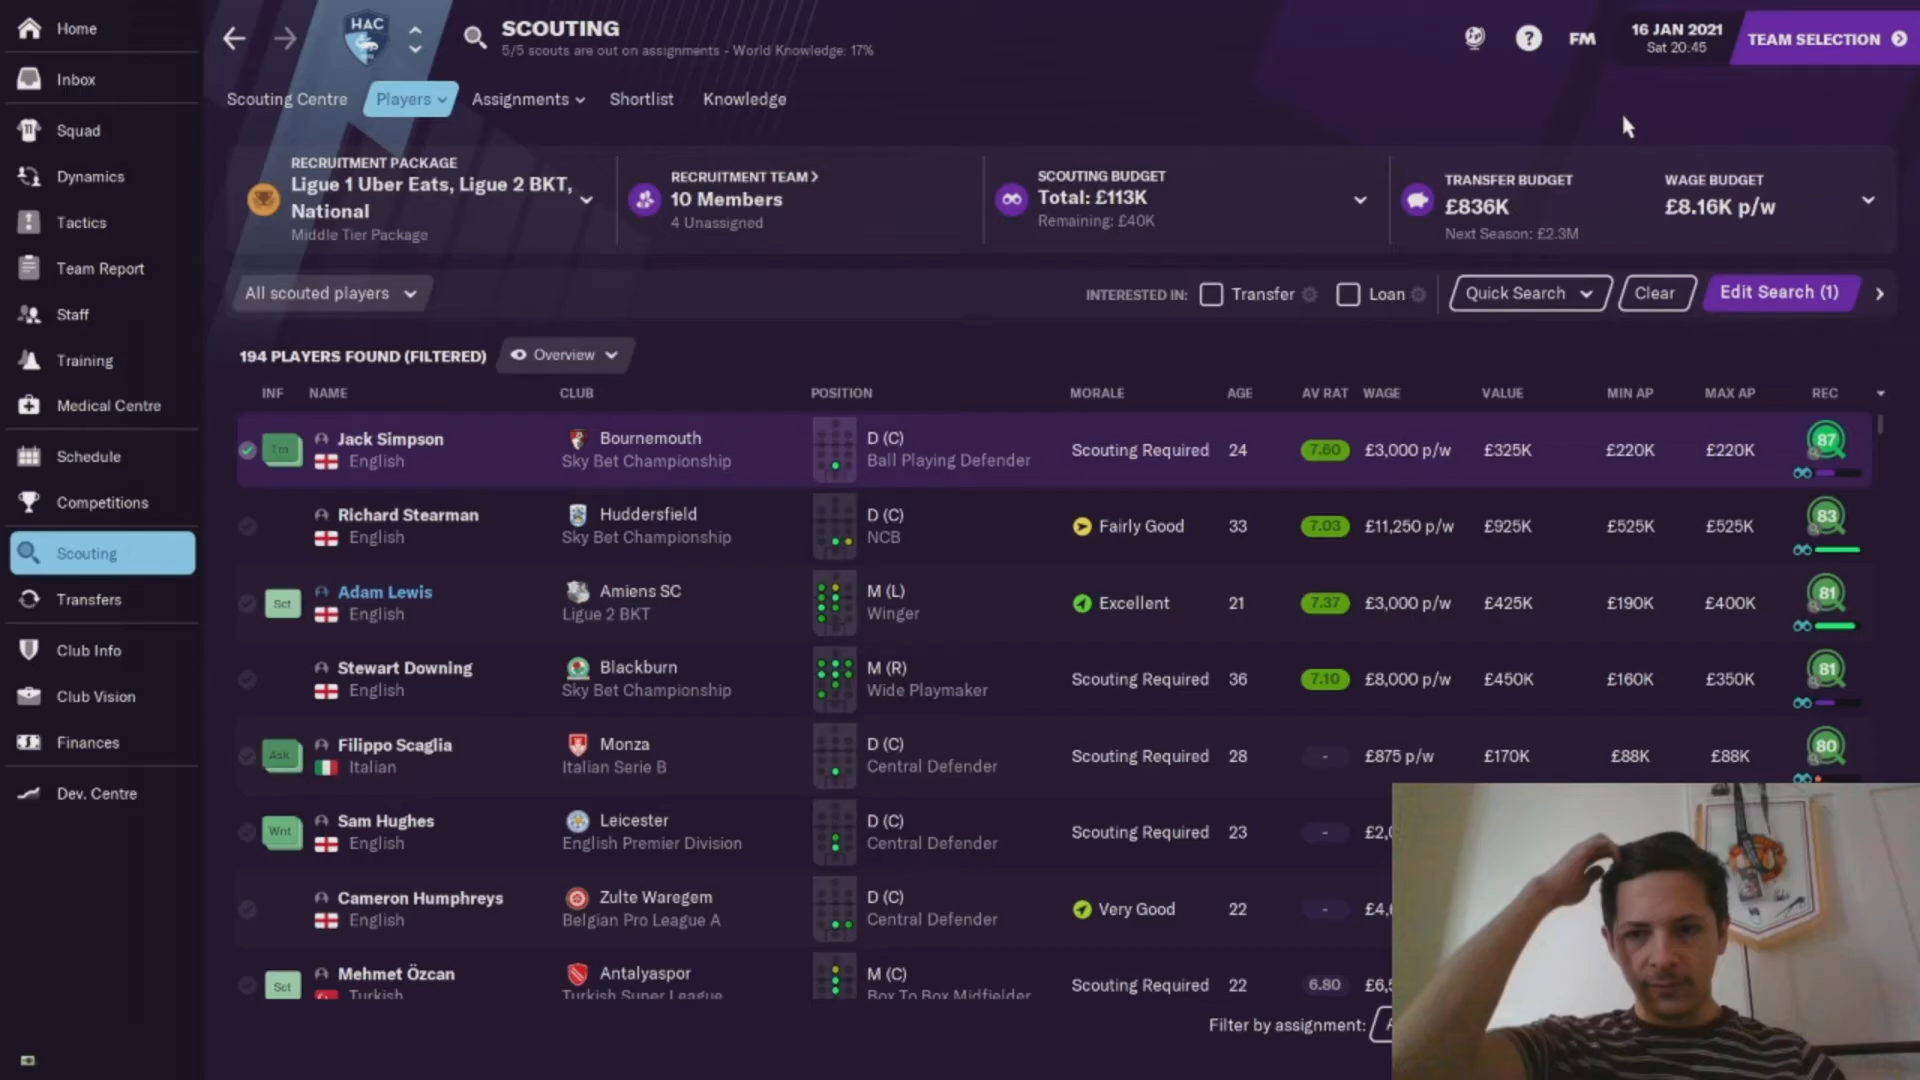 Home
Inbox
Squad
Dynamics
Tactics
Team Report
Staff
Training
Medical Centre
Schedule
Competitions
Scouting
Transfers
Club Info
Club Vision
Finances
Dev. Centre
HAC
SCOUTING
5/5 scouts are out on assignments - World Knowledge: 17%
FM
16 JAN 2021
Sat 20:45
TEAM SELECTION
Scouting Centre
Players
Assignments
Shortlist
Knowledge
RECRUITMENT PACKAGE
Ligue 1 Uber Eats, Ligue 2 BKT,
National
Middle Tier Package
RECRUITMENT TEAM >
10 Members
4 Unassigned
SCOUTING BUDGET
Total: £113K
Remaining: £40K
TRANSFER BUDGET
£836K
Next Season: £2.3M
WAGE BUDGET
£8.16K p/w
All scouted players
INTERESTED IN: Transfer Loan
Quick Search
Clear
Edit Search (1)
194 PLAYERS FOUND (FILTERED)
Overview
INF NAME CLUB POSITION MORALE AGE AV RAT WAGE VALUE MIN AP MAX AP REC
Trn Jack Simpson Bournemouth D (C) Scouting Required 24 7.60 £3,000 p/w £325K £220K £220K 87
English Sky Bet Championship Ball Playing Defender
Richard Stearman Huddersfield D (C) Fairly Good 33 7.03 £11,250 p/w £925K £525K £525K 83
English Sky Bet Championship NCB
Sct Adam Lewis Amiens SC M (L) Excellent 21 7.37 £3,000 p/w £425K £190K £400K 81
English Ligue 2 BKT Winger
Stewart Downing Blackburn M (R) Scouting Required 36 7.10 £8,000 p/w £450K £160K £350K 81
English Sky Bet Championship Wide Playmaker
Ask Filippo Scaglia Monza D (C) Scouting Required 28 - £875 p/w £170K £88K £88K 80
Italian Italian Serie B Central Defender
Wnt Sam Hughes Leicester D (C) Scouting Required 23 - £2,
English English Premier Division Central Defender
Cameron Humphreys Zulte Waregem D (C) Very Good 22 - £4,
English Belgian Pro League A Central Defender
Sct Mehmet Özcan Antalyaspor M (C) Scouting Required 22 6.80 £6,
Turkish Turkish Super League Box To Box Midfielder
Filter by assignment: